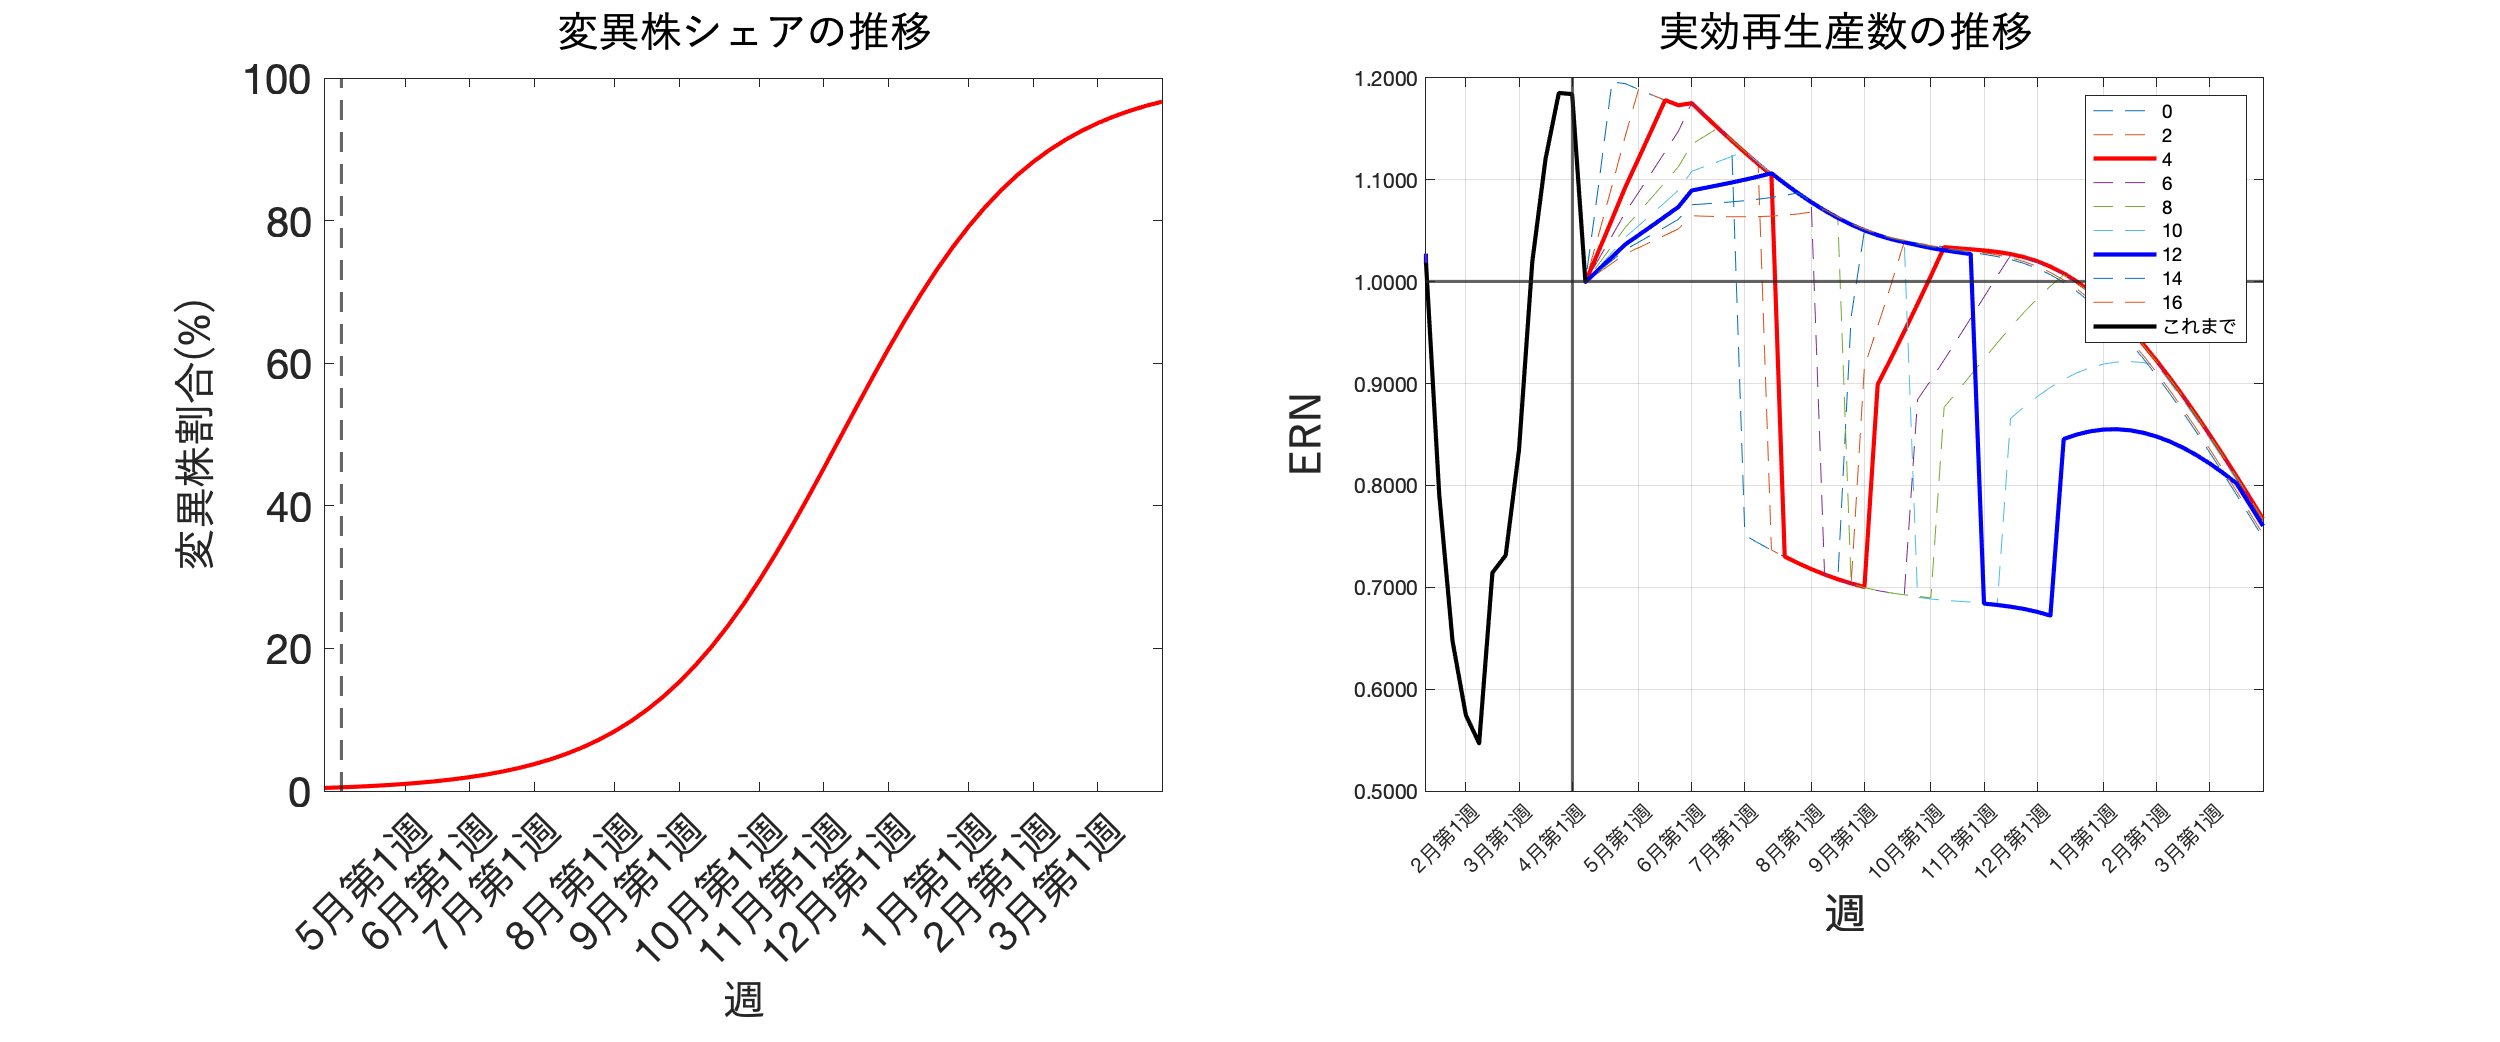 変異株シェアの推移
100
80
60
40
20
0
変異株割合(%)
5月第1週
6月第1週
7月第1週
8月第1週
9月第1週
10月第1週
11月第1週
12月第1週
1月第1週
2月第1週
3月第1週
週
実効再生産数の推移
1.2000
1.1000
1.0000
0.9000
0.8000
0.7000
0.6000
0.5000
ERN
0
2
4
6
8
10
12
14
16
これまで
2月第1週
3月第1週
4月第1週
5月第1週
6月第1週
7月第1週
8月第1週
9月第1週
10月第1週
11月第1週
12月第1週
1月第1週
2月第1週
3月第1週
週